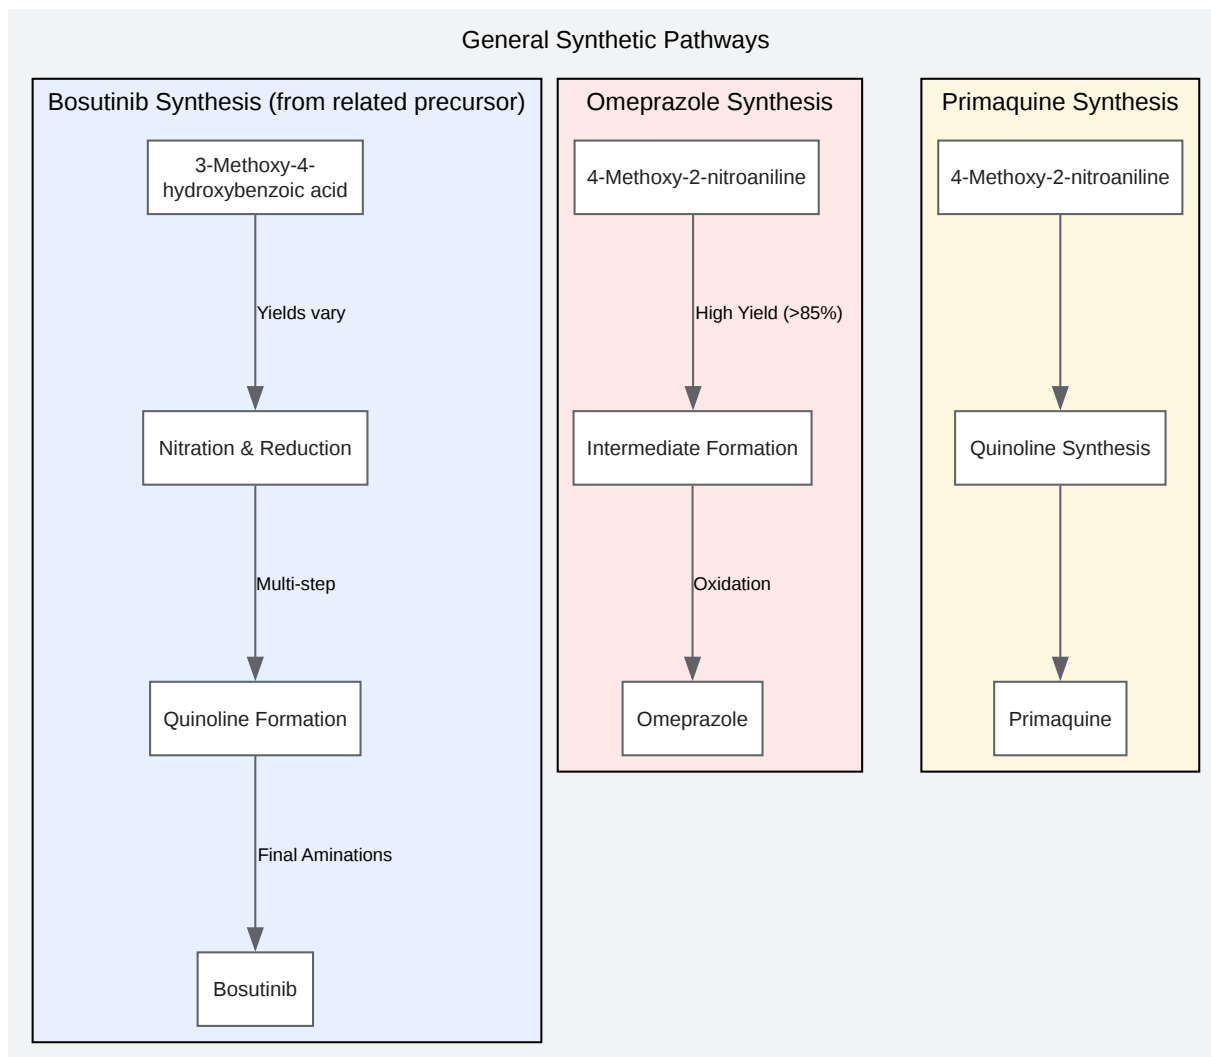 General Synthetic Pathways
Bosutinib Synthesis (from related precursor)
3-Methoxy-4-
hydroxybenzoic acid
Yields vary
Nitration & Reduction
Multi-step
Quinoline Formation
Final Aminations
Bosutinib
Omeprazole Synthesis
4-Methoxy-2-nitroaniline
High Yield (>85%)
Intermediate Formation
Oxidation
Omeprazole
Primaquine Synthesis
4-Methoxy-2-nitroaniline
Quinoline Synthesis
Primaquine